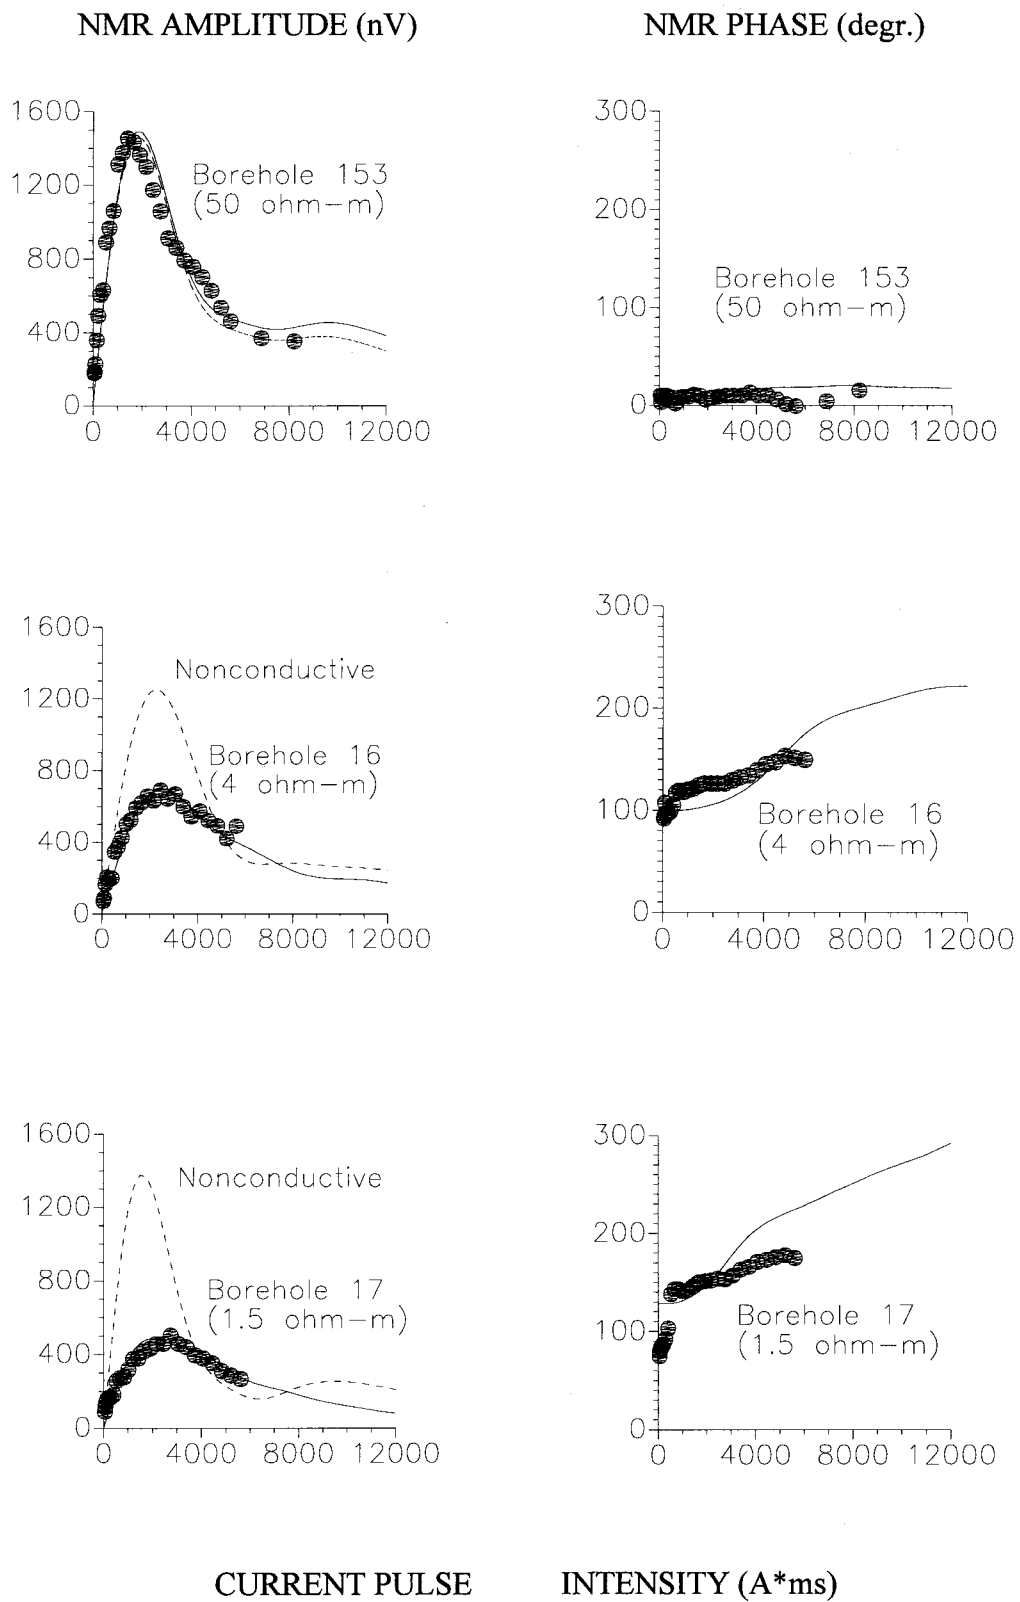 NMR AMPLITUDE (nV)
NMR PHASE (degr.)
1600
1200
800
400
0
Borehole 153
(50 ohm-m)
0 4000 8000 12000
300
200
100
0
Borehole 153
(50 ohm-m)
0 4000 8000 12000
1600
1200
800
400
0
Nonconductive
Borehole 16
(4 ohm-m)
0 4000 8000 12000
300
200
100
0
Borehole 16
(4 ohm-m)
0 4000 8000 12000
1600
1200
800
400
0
Nonconductive
Borehole 17
(1.5 ohm-m)
0 4000 8000 12000
300
200
100
0
Borehole 17
(1.5 ohm-m)
0 4000 8000 12000
CURRENT PULSE INTENSITY (A*ms)